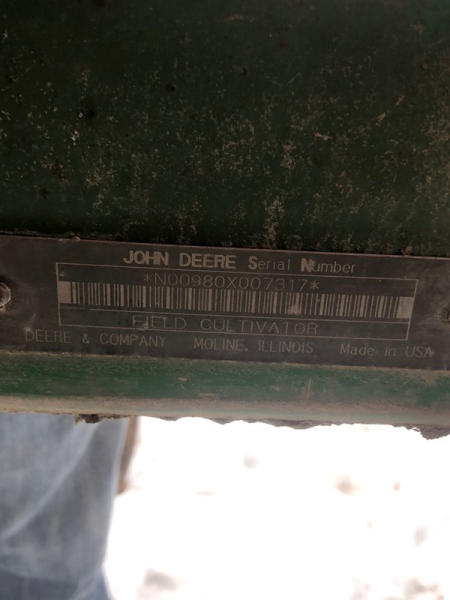 JOHN DEERE Serial Number
*N00980X007317*
FIELD CULTIVATOR
DEERE & COMPANY MOLINE, ILLINOIS Made in USA